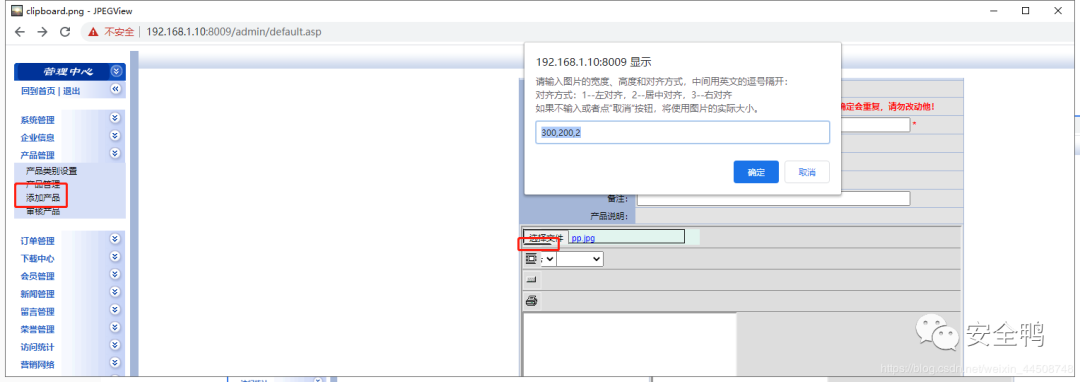 clipboard.png - JPEGView
不安全 | 192.168.1.10:8009/admin/default.asp
管理中心
回到首页 | 退出
系统管理
企业信息
产品管理
产品类别设置
产品管理
添加产品
审核产品
订单管理
下载中心
会员管理
新闻管理
留言管理
荣誉管理
访问统计
营销网络
192.168.1.10:8009 显示
请输入图片的宽度、高度和对齐方式，中间用英文的逗号隔开：
对齐方式：1--左对齐，2--居中对齐，3--右对齐
如果不输入或者点"取消"按钮，将使用图片的实际大小。
300,200,2
确定
取消
确定会重复，请勿改动他！
*
备注：
产品说明：
选择文件 pp.jpg
安全鸭
https://blog.csdn.net/weixin_44508748